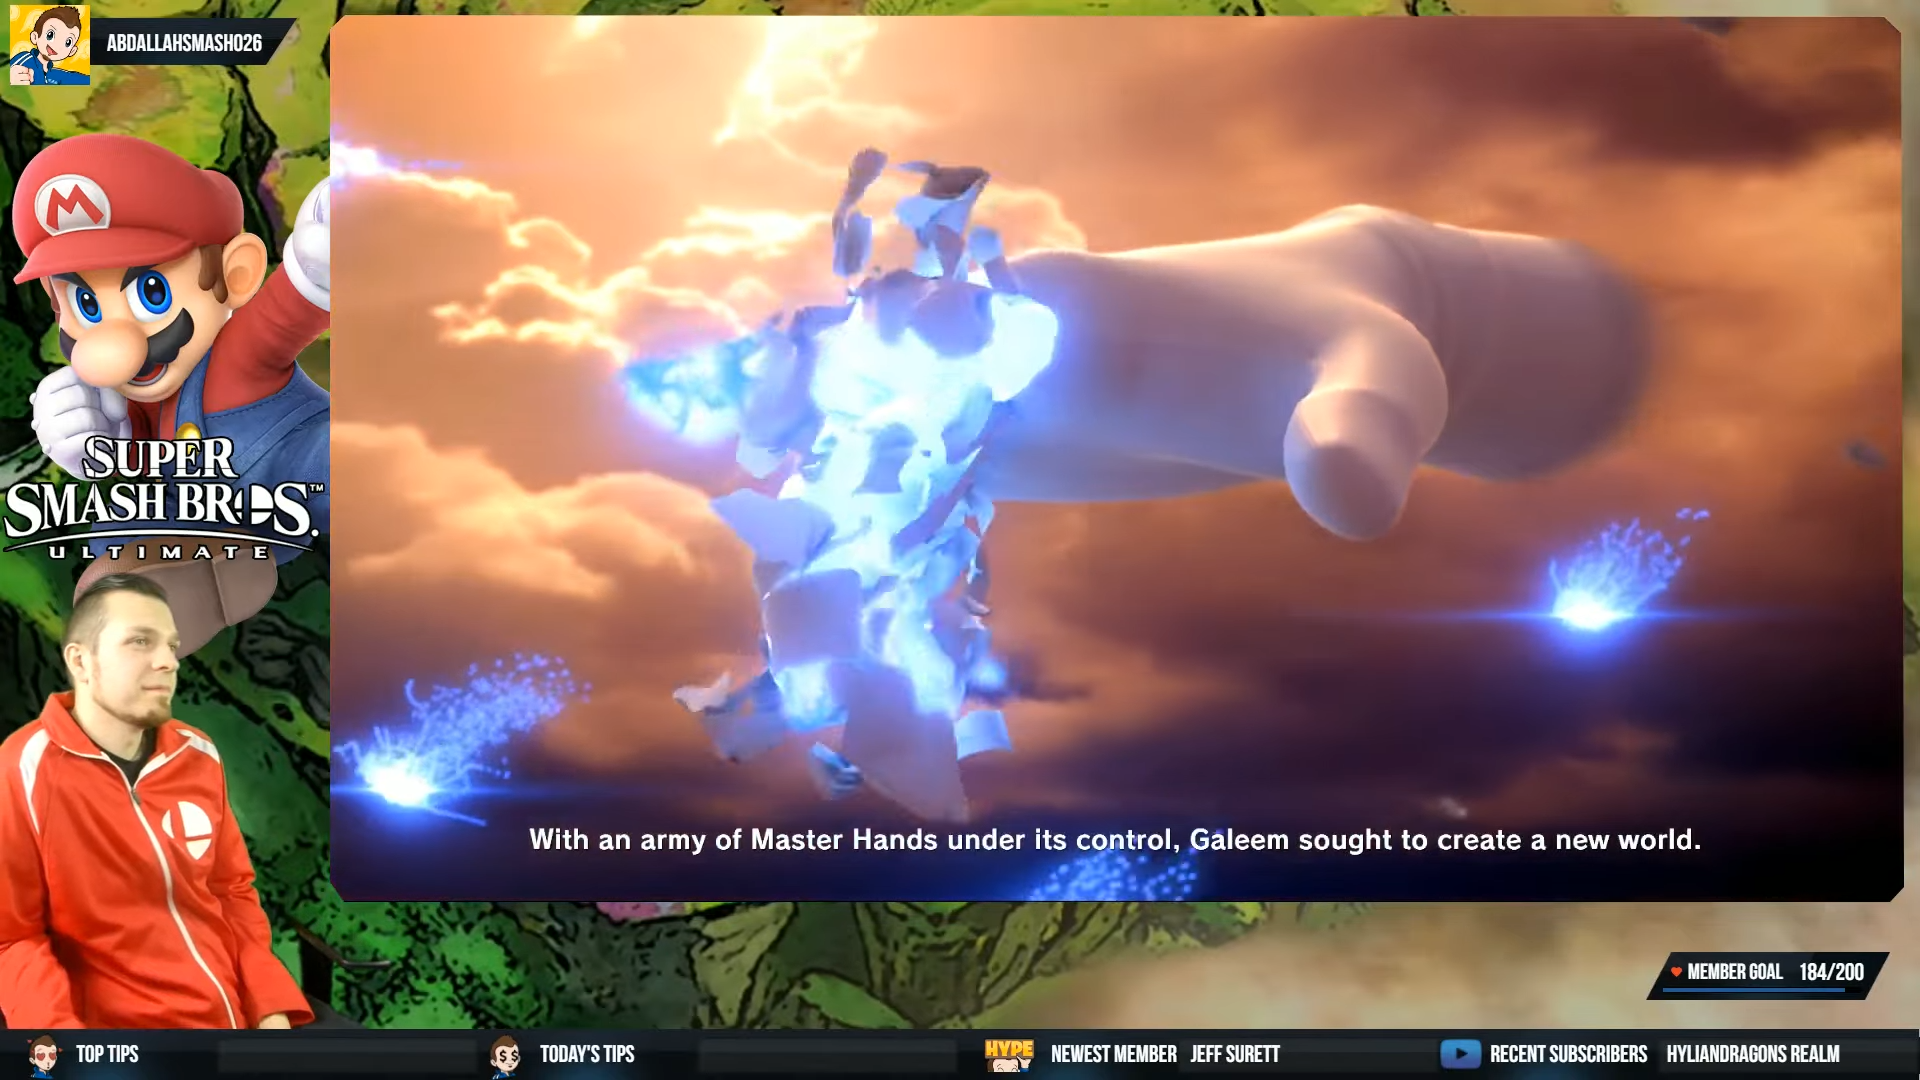 ABDALLAHSMASH026
M
SUPER
SMASH BROS.™
ULTIMATE
With an army of Master Hands under its control, Galeem sought to create a new world.
MEMBER GOAL 184/200
TOP TIPS
TODAY'S TIPS
HYPE
NEWEST MEMBER JEFF SURETT
RECENT SUBSCRIBERS HYLIANDRAGONS REALM